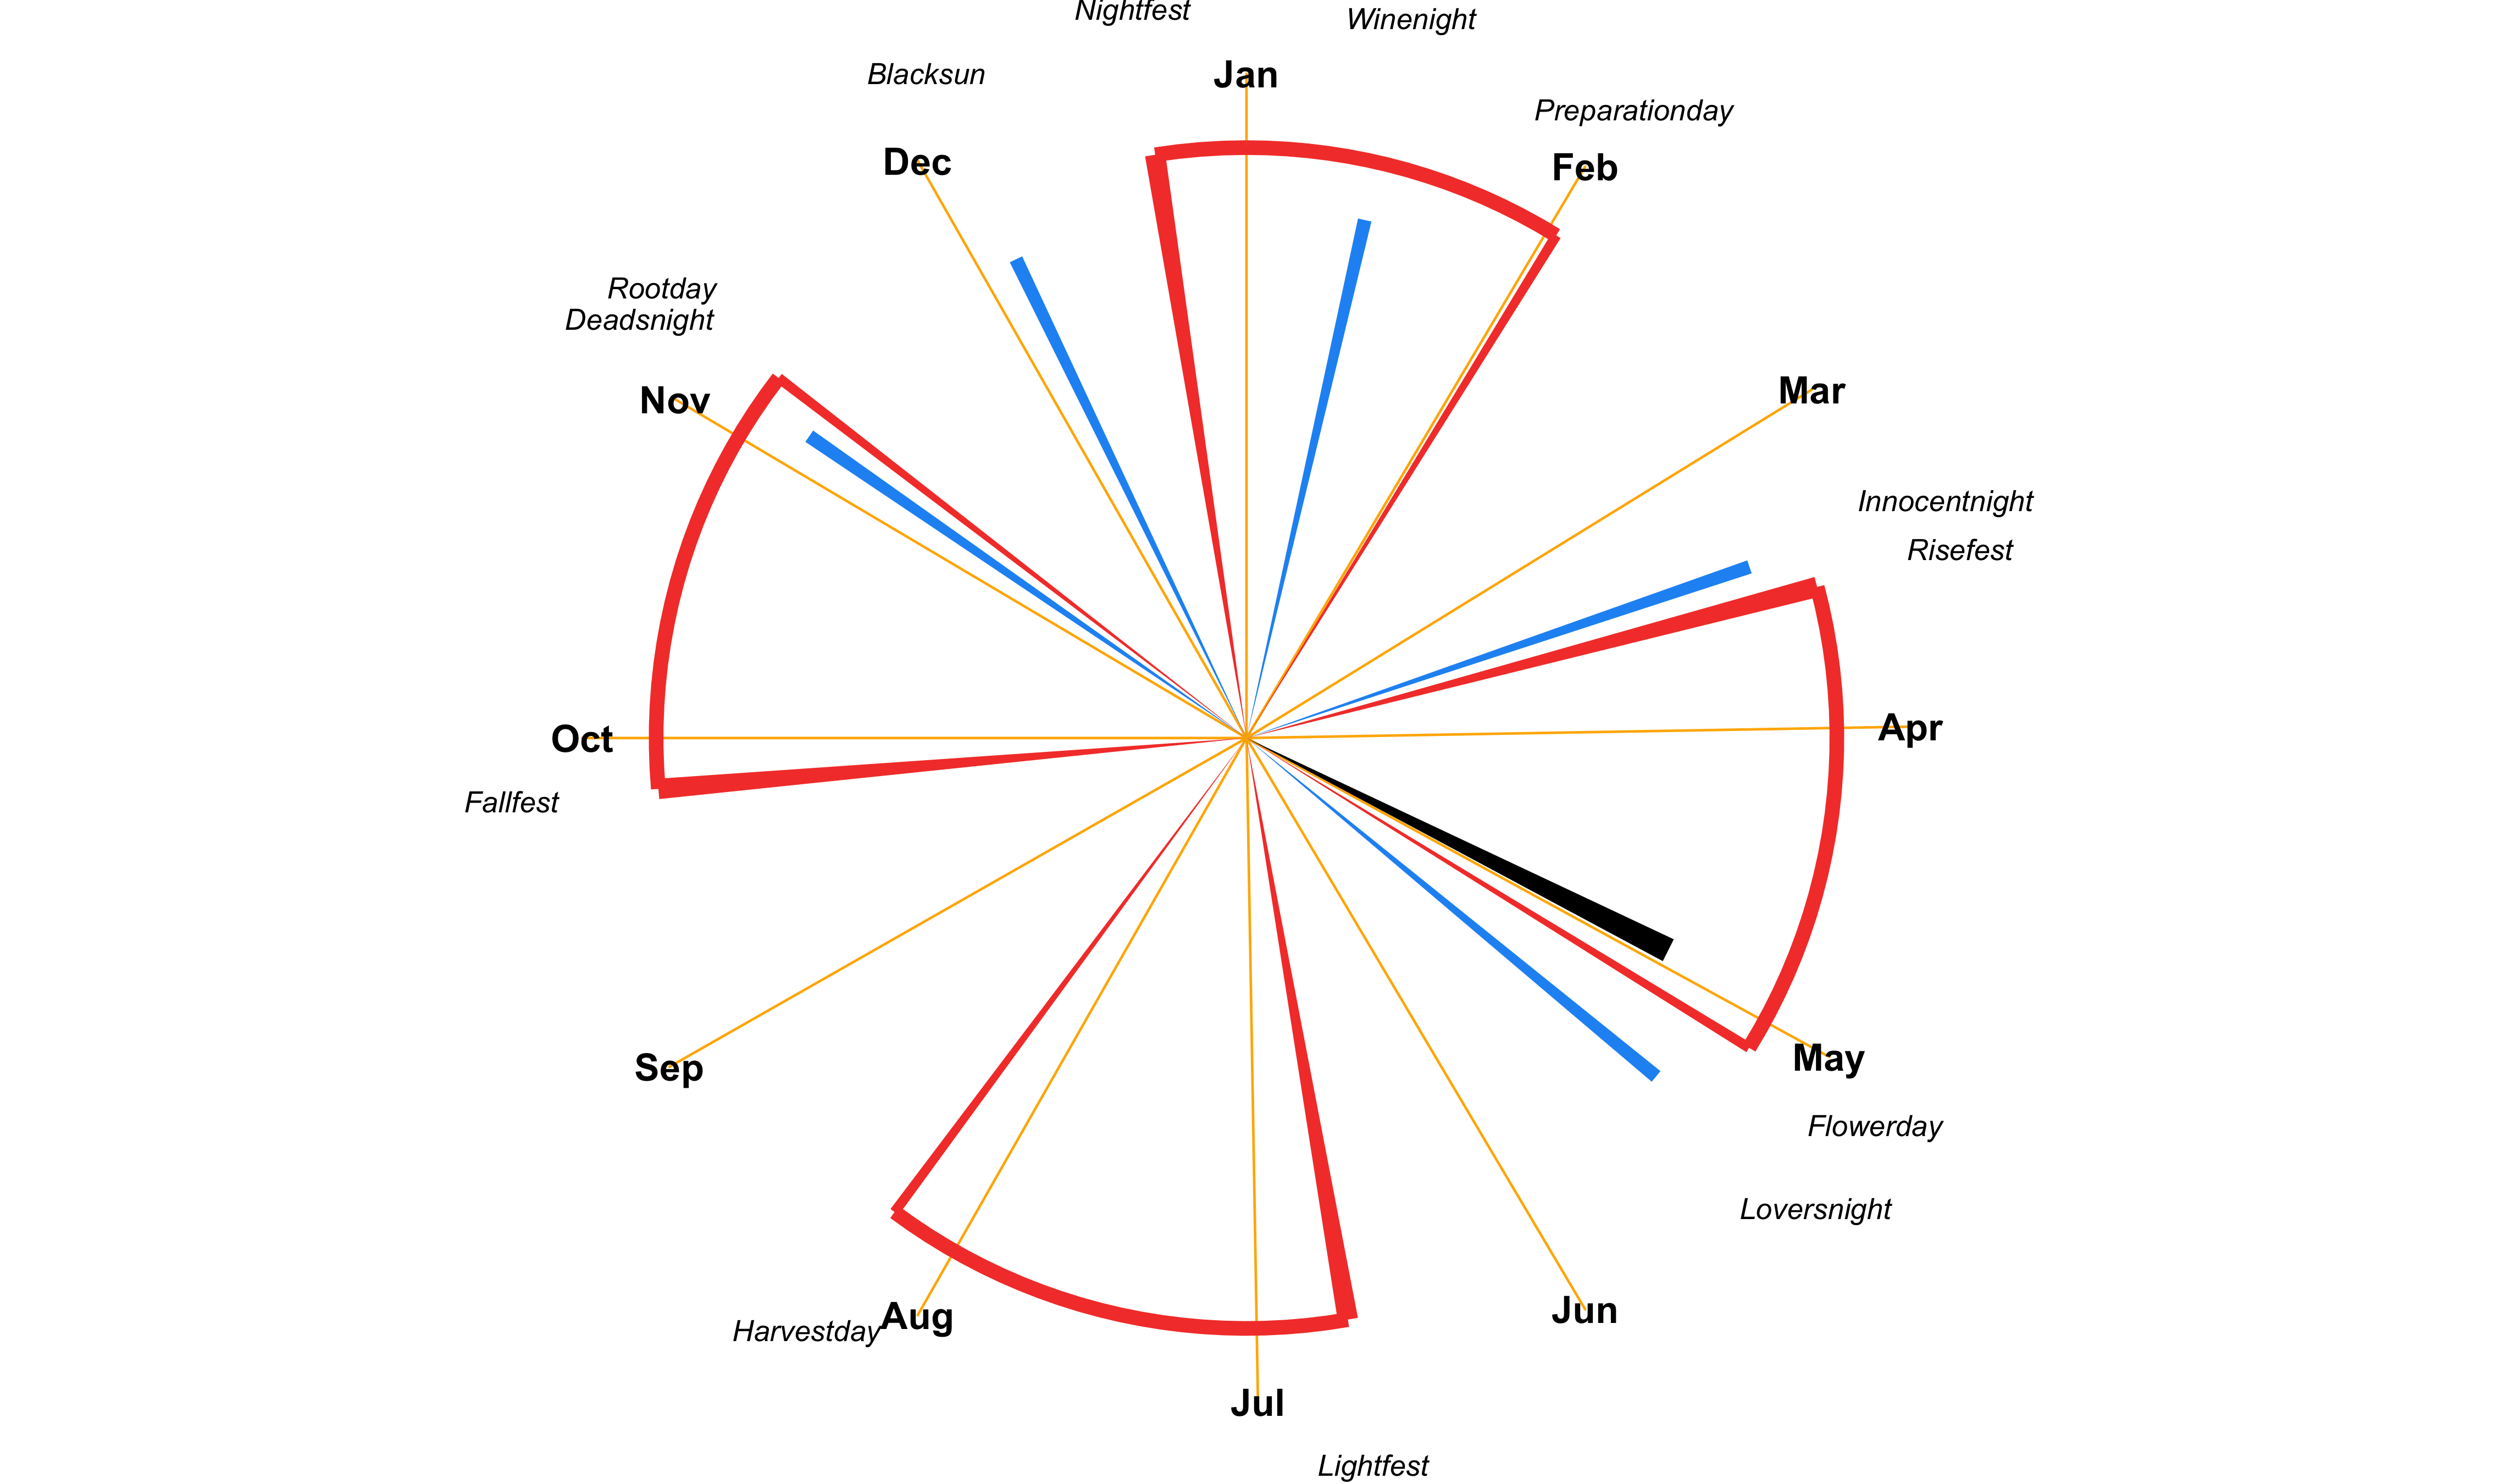 Nightfest
Winenight
Blacksun
Jan
Preparationday
Dec
Feb
Rootday
Deadsnight
Nov
Mar
Innocentnight
Risefest
Oct
Apr
Fallfest
Sep
May
Flowerday
Loversnight
Harvestday
Aug
Jun
Jul
Lightfest